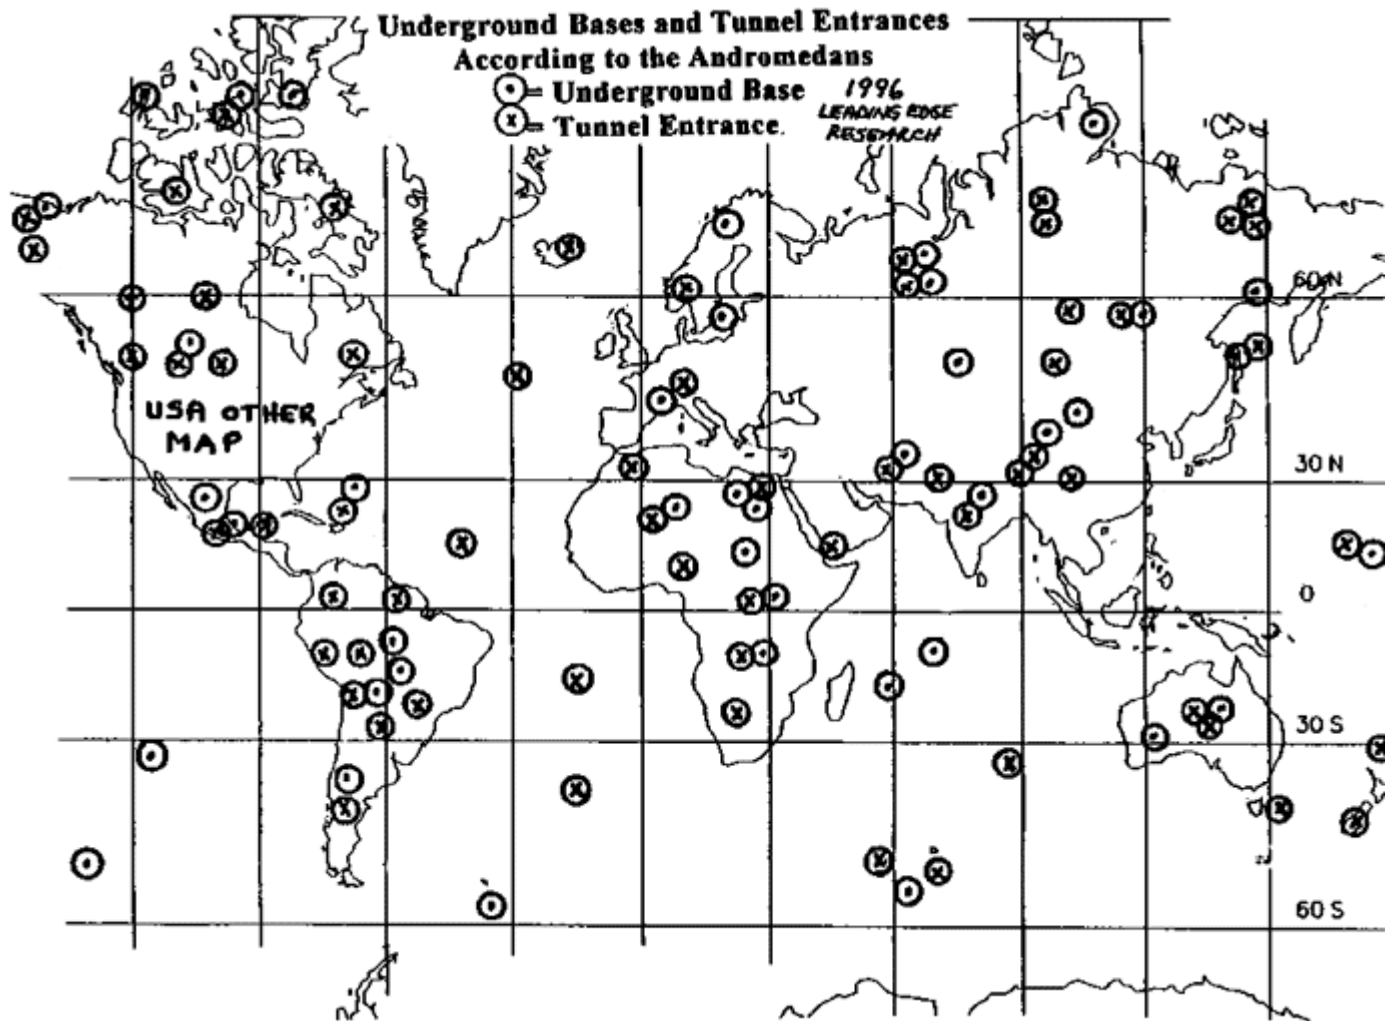 Underground Bases and Tunnel Entrances
According to the Andromedans
= Underground Base
= Tunnel Entrance.
1996
LEADING EDGE
RESEARCH
USA OTHER
MAP
60 N
30 N
0
30 S
60 S